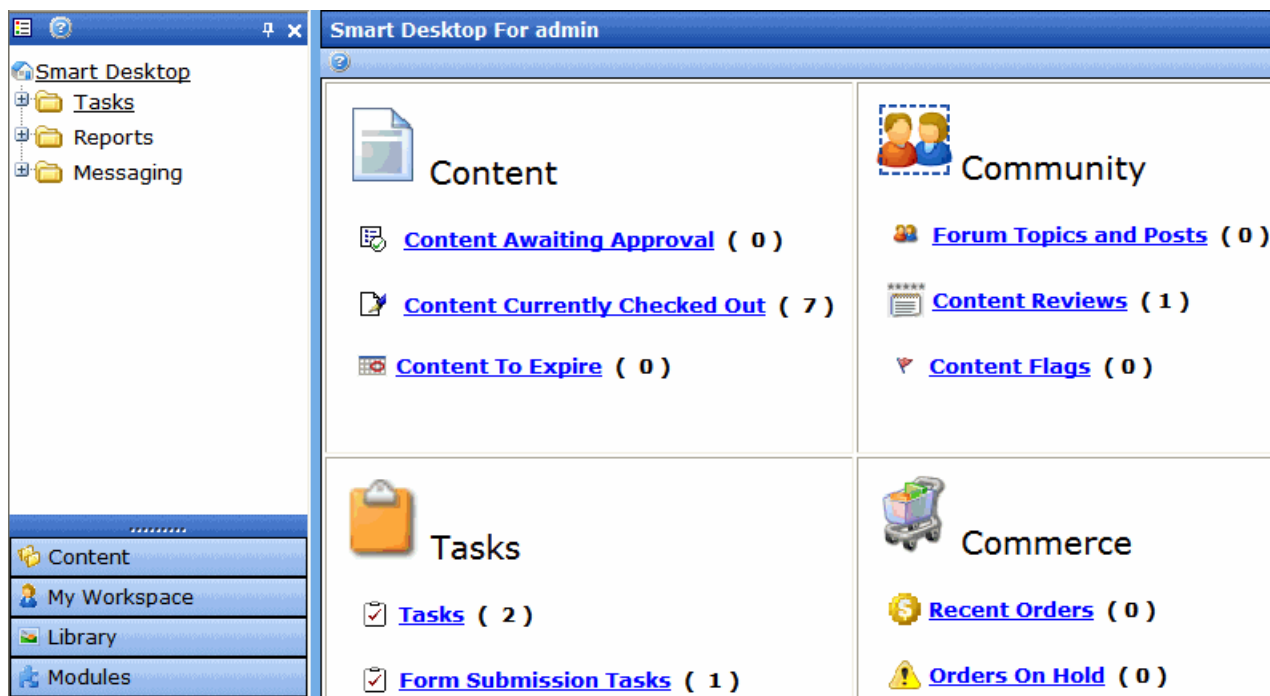 Smart Desktop
Tasks
Reports
Messaging
Content
My Workspace
Library
Modules
Smart Desktop For admin
Content
Content Awaiting Approval ( 0 )
Content Currently Checked Out ( 7 )
Content To Expire ( 0 )
Community
Forum Topics and Posts ( 0 )
Content Reviews ( 1 )
Content Flags ( 0 )
Tasks
Tasks ( 2 )
Form Submission Tasks ( 1 )
Commerce
Recent Orders ( 0 )
Orders On Hold ( 0 )